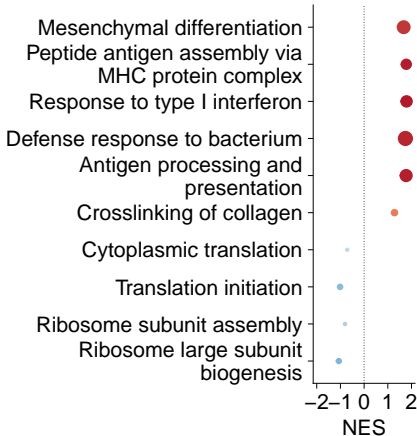 Mesenchymal differentiation
Peptide antigen assembly via
MHC protein complex
Response to type I interferon
Defense response to bacterium
Antigen processing and
presentation
Crosslinking of collagen
Cytoplasmic translation
Translation initiation
Ribosome subunit assembly
Ribosome large subunit
biogenesis
−2 −1 0 1 2
NES